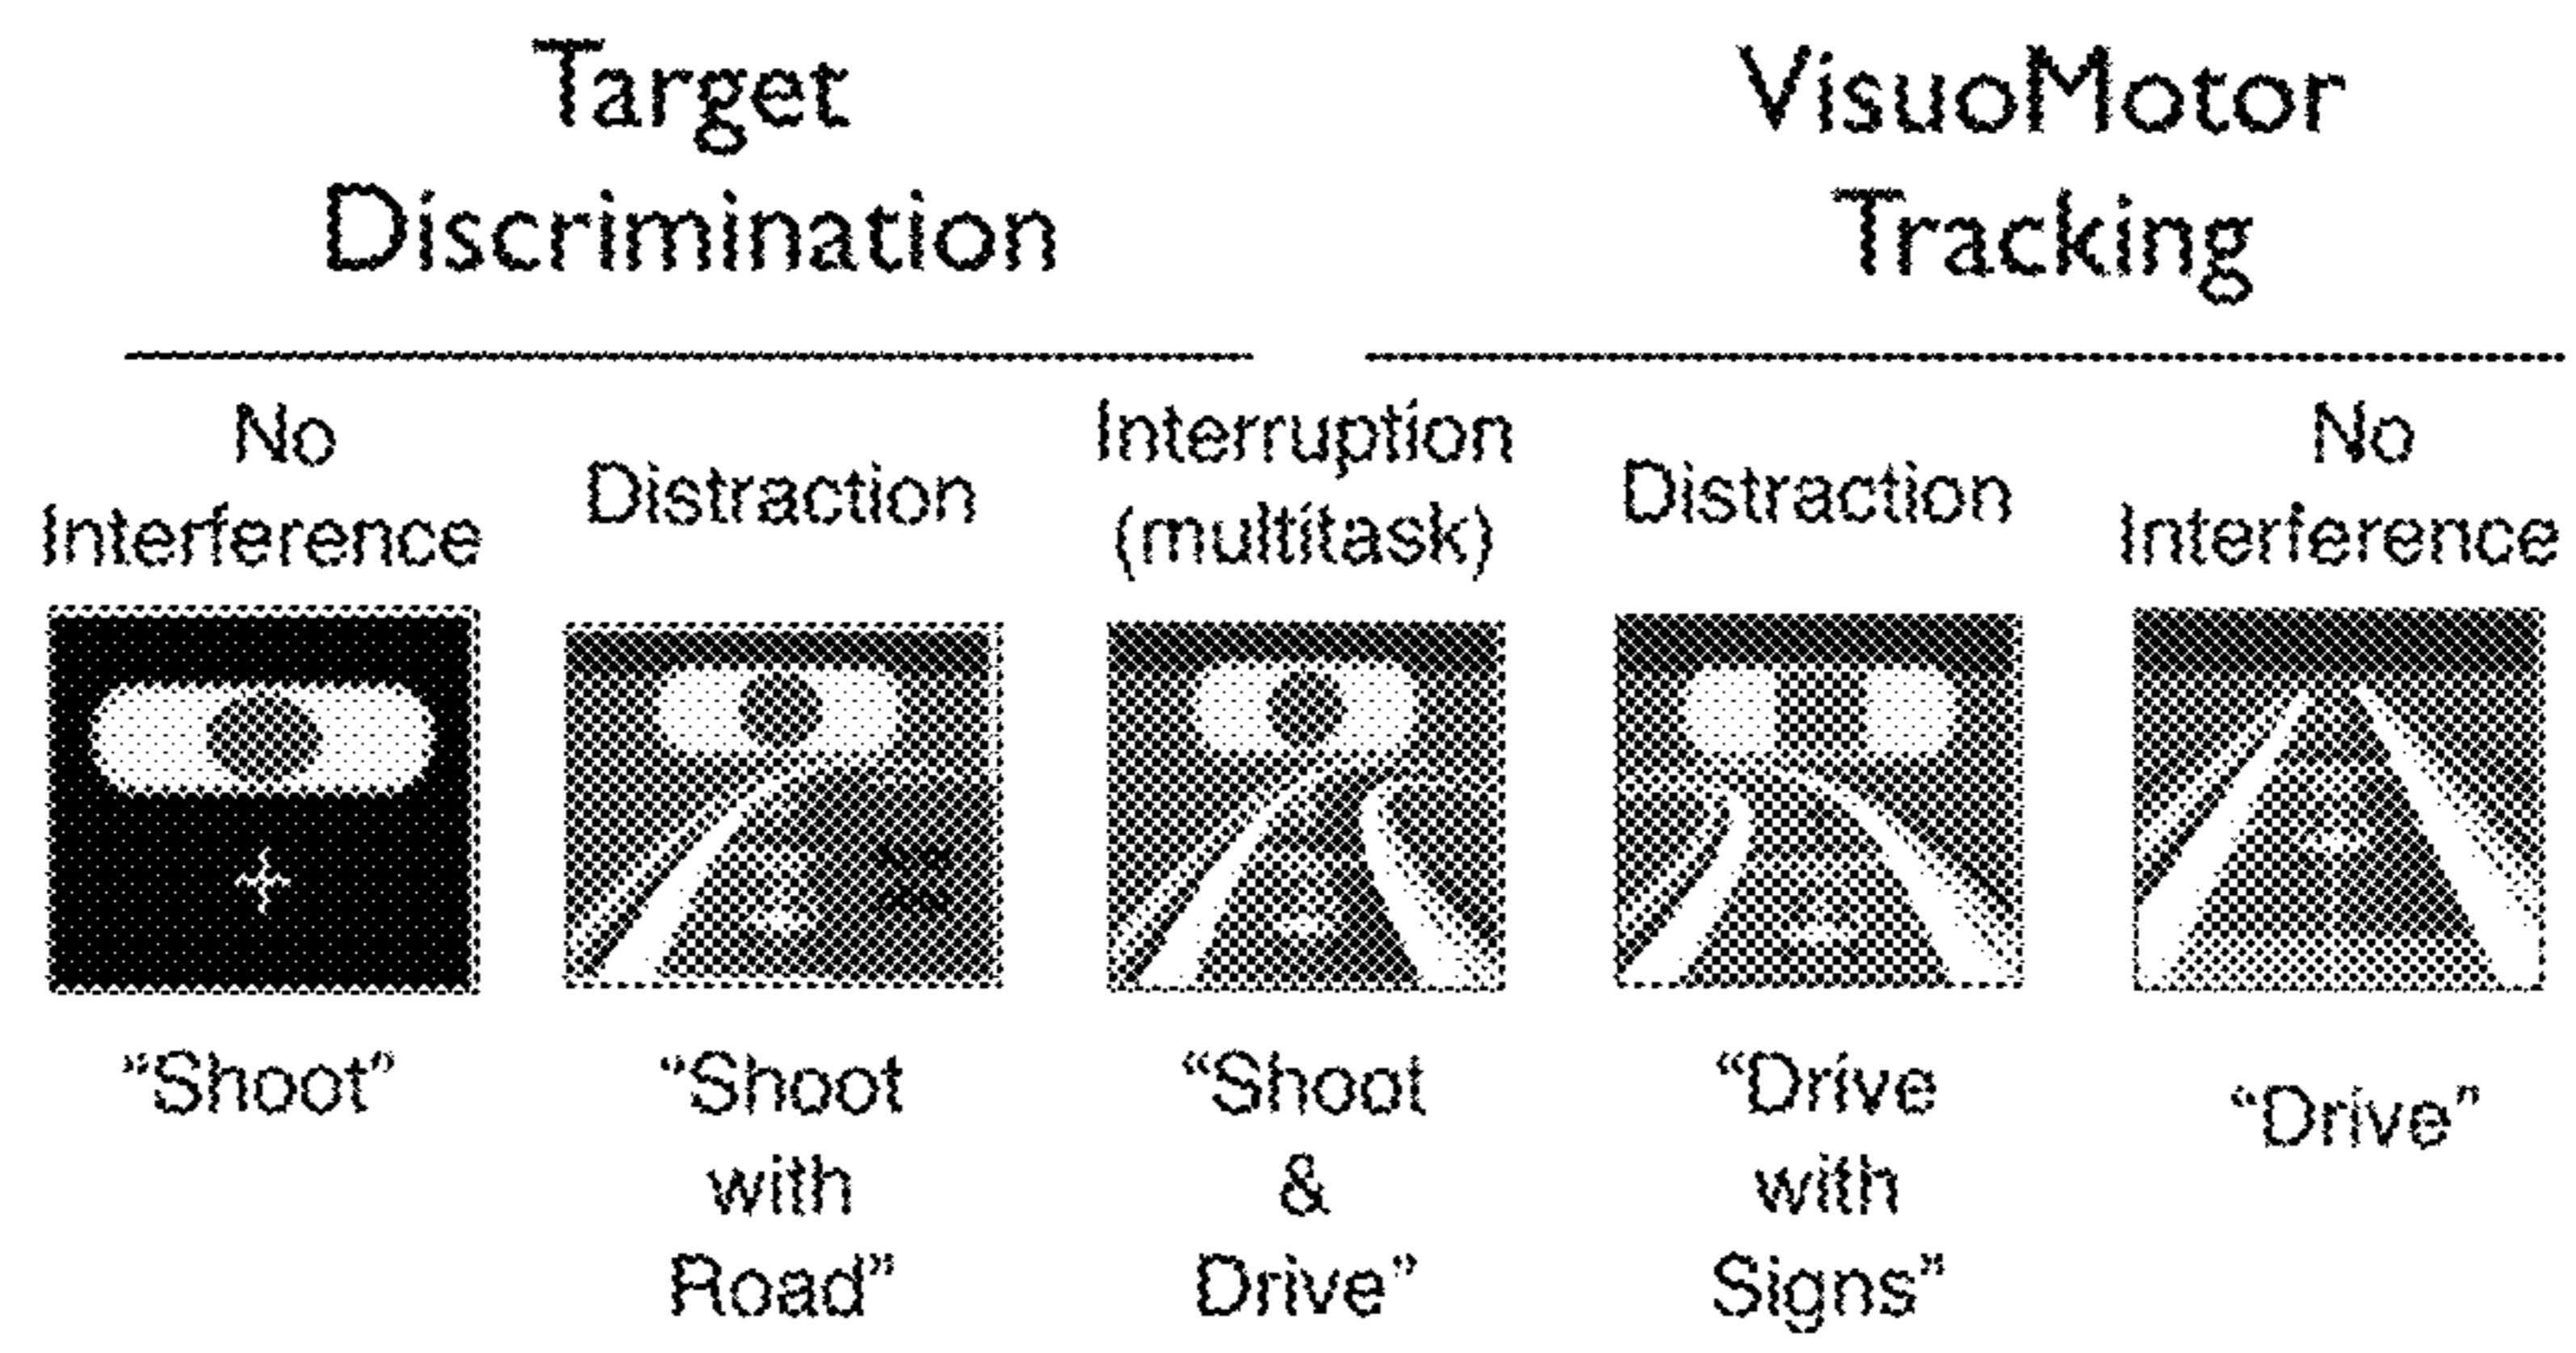 Target
Discrimination
VisuoMotor
Tracking
No
Interference
Distraction
Interruption
(multitask)
Distraction
No
Interference
“Shoot”
“Shoot
with
Road”
“Shoot
&
Drive”
“Drive
with
Signs”
“Drive”